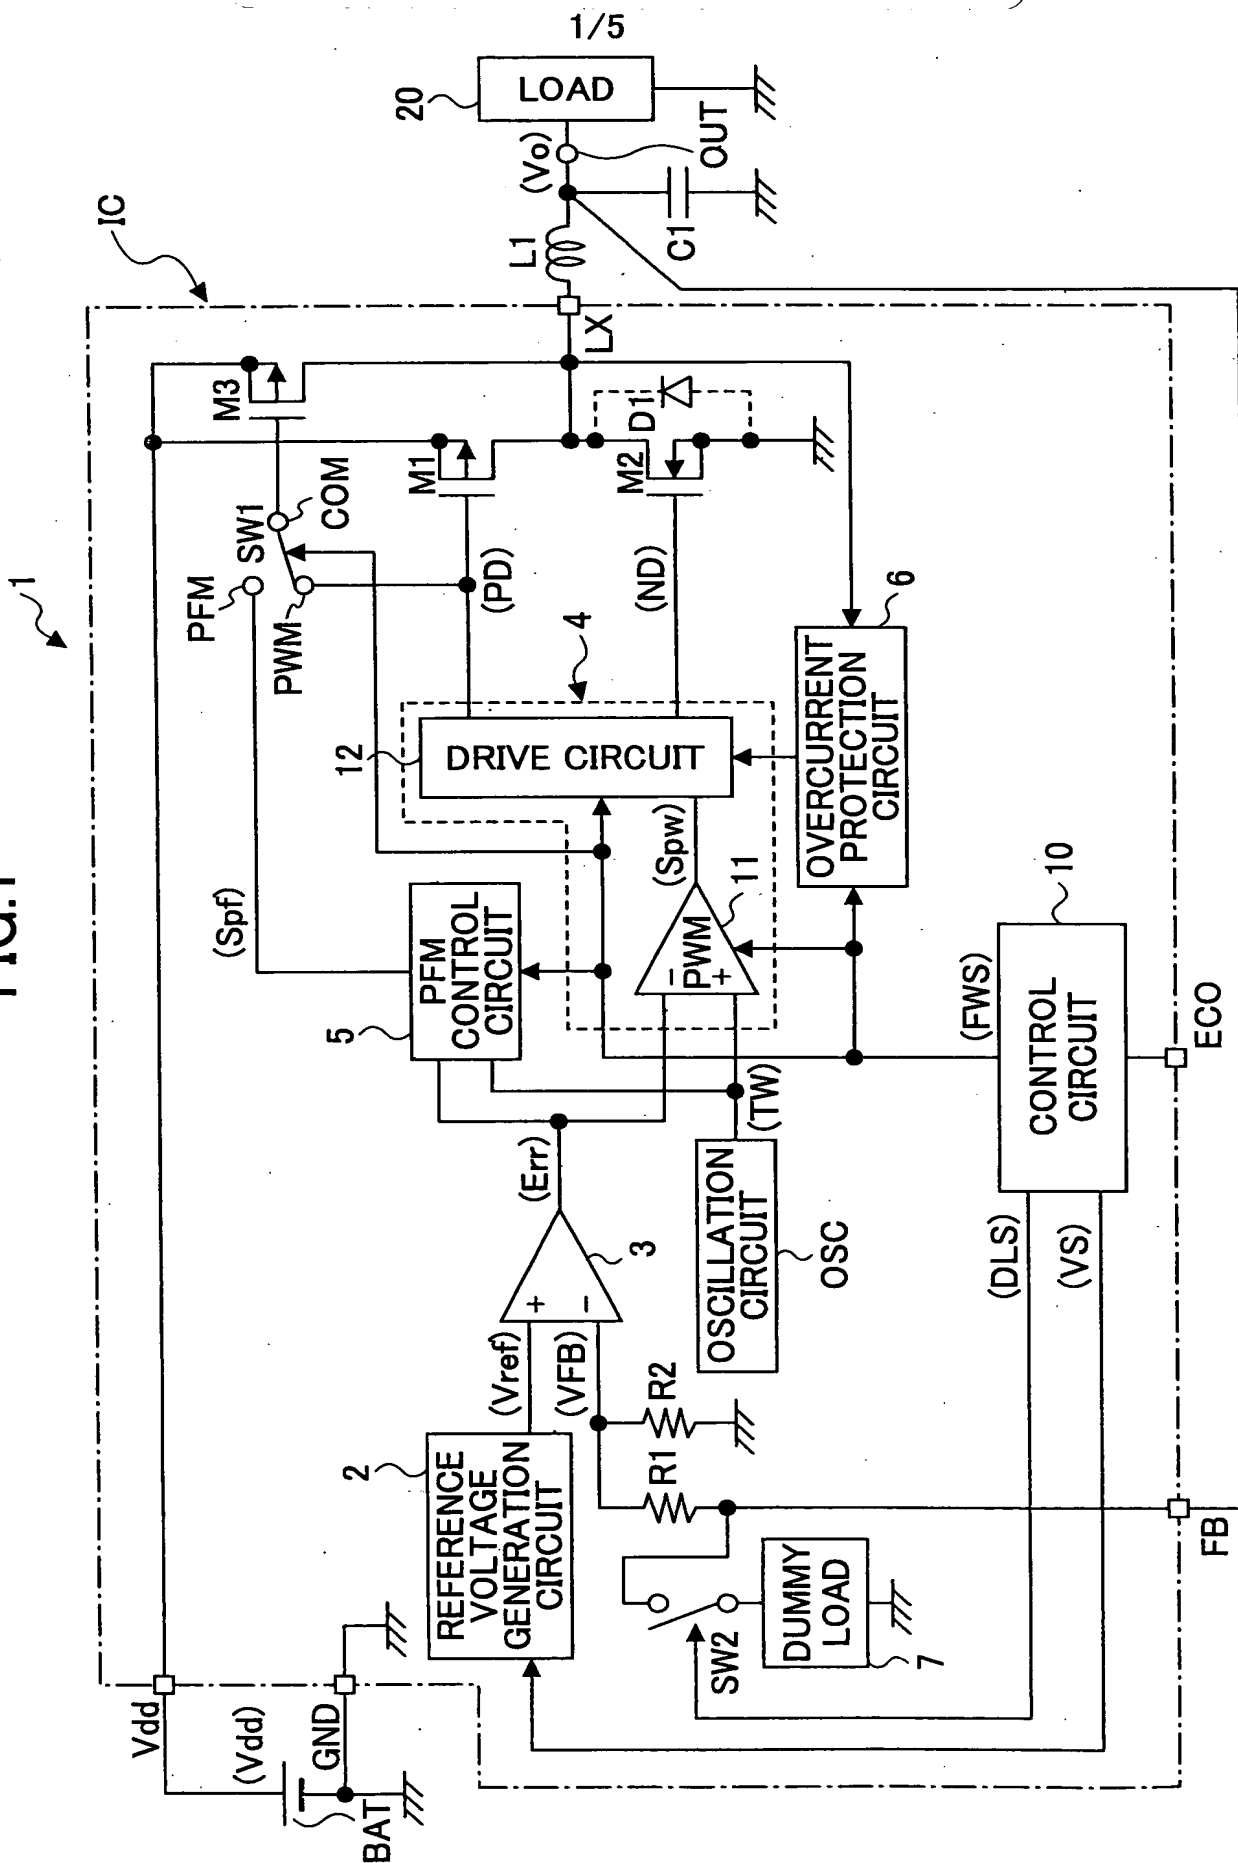 1/5
FIG.1
1
IC
Vdd
(Vdd)
GND
BAT
REFERENCE
VOLTAGE
GENERATION
CIRCUIT
2
(Vref)
(VFB)
+
−
3
(Err)
R1
R2
SW2
DUMMY
LOAD
7
FB
OSCILLATION
CIRCUIT
OSC
(TW)
PFM
CONTROL
CIRCUIT
5
(Spf)
−
PWM
+
11
(Spw)
DRIVE CIRCUIT
12
4
(PD)
(ND)
PFM
PWM
SW1
COM
M3
M1
M2
D1
LX
L1
(Vo)
OUT
C1
LOAD
20
OVERCURRENT
PROTECTION
CIRCUIT
6
CONTROL
CIRCUIT
10
(FWS)
(DLS)
(VS)
ECO